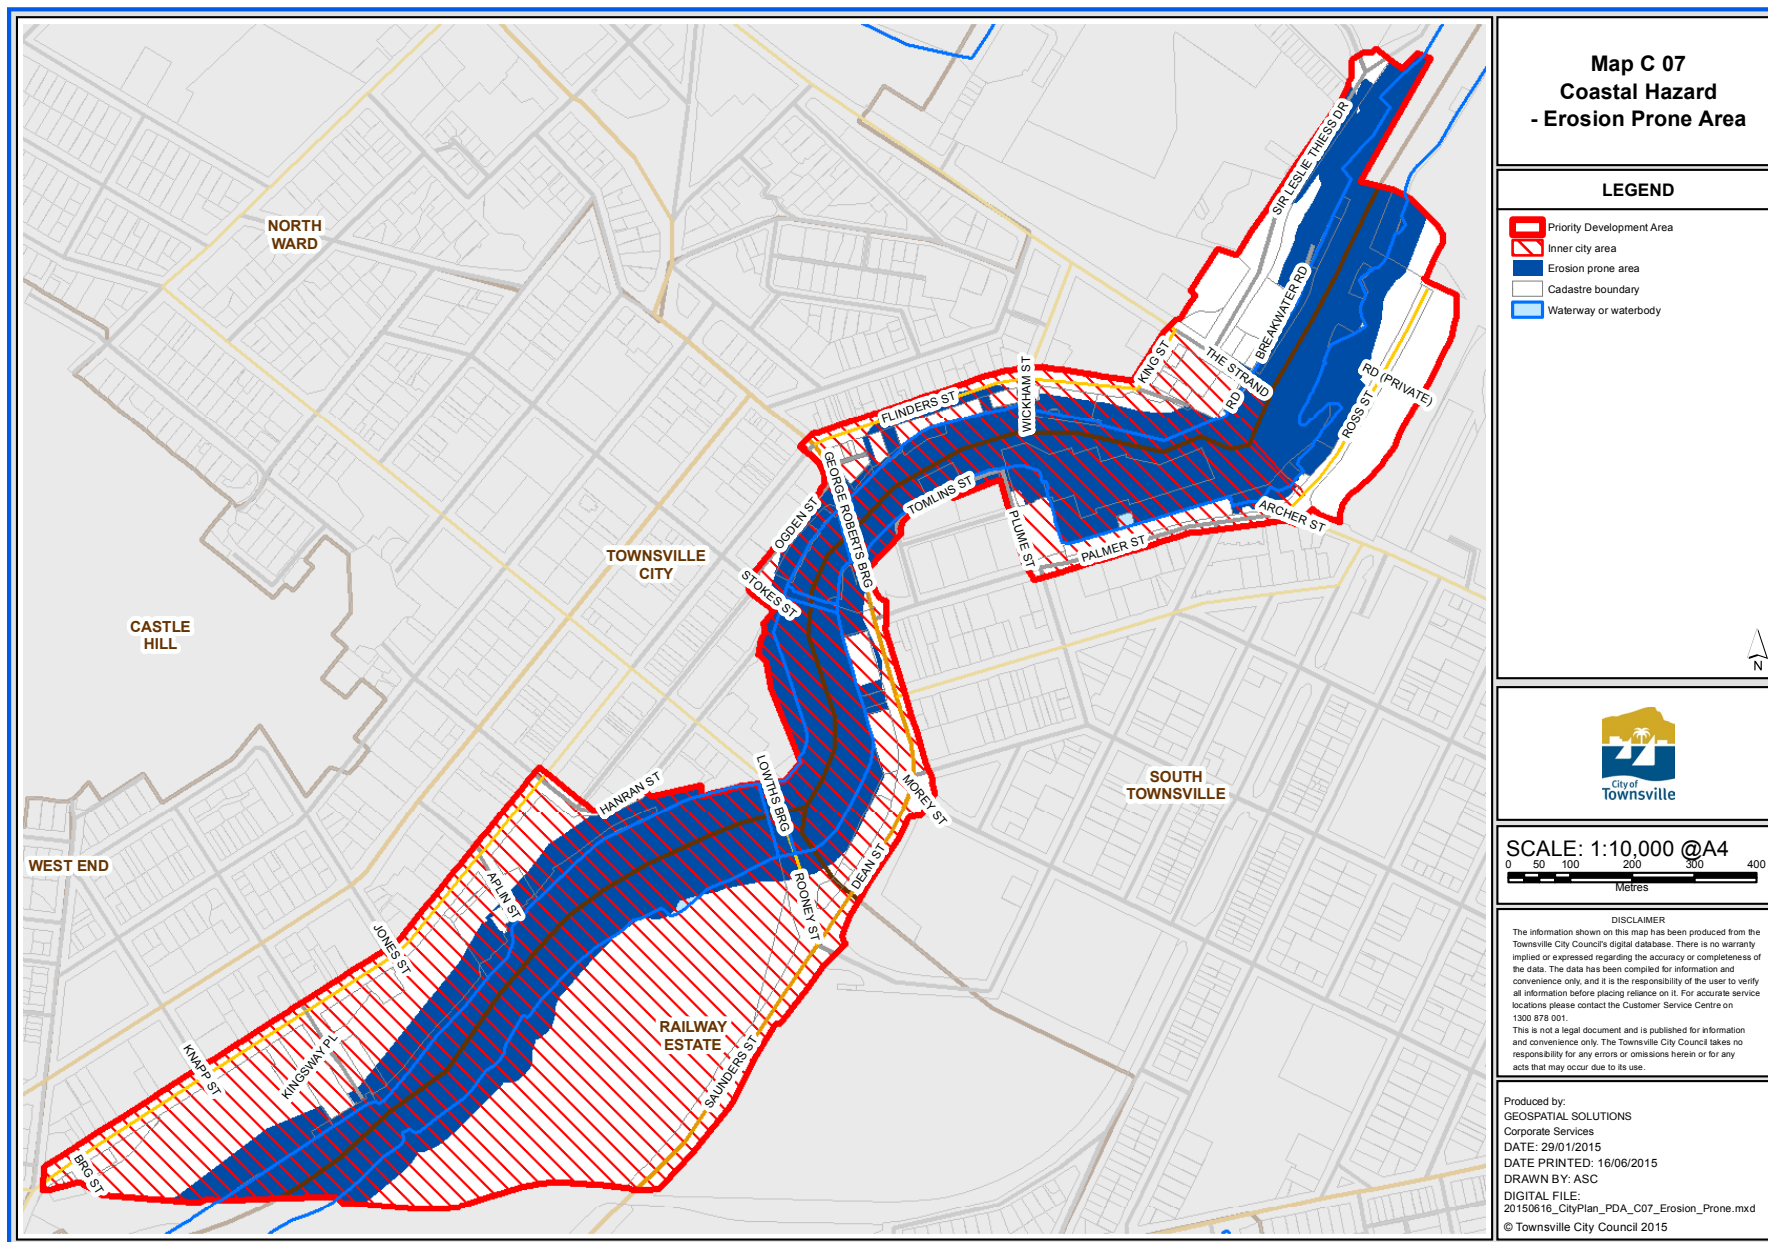 Map C 07
Coastal Hazard
- Erosion Prone Area
LEGEND
Priority Development Area
Inner city area
Erosion prone area
Cadastre boundary
Waterway or waterbody
N
City of
Townsville
SCALE: 1:10,000 @A4
0 50 100 200 300 400
Metres
DISCLAIMER
The information shown on this map has been produced from the
Townsville City Council's digital database. There is no warranty
implied or expressed regarding the accuracy or completeness of
the data. The data has been compiled for information and
convenience only, and it is the responsibility of the user to verify
all information before placing reliance on it. For accurate service
locations please contact the Customer Service Centre on
1300 878 001.
This is not a legal document and is published for information
and convenience only. The Townsville City Council takes no
responsibility for any errors or omissions herein or for any
acts that may occur due to its use.
Produced by:
GEOSPATIAL SOLUTIONS
Corporate Services
DATE: 29/01/2015
DATE PRINTED: 16/06/2015
DRAWN BY: ASC
DIGITAL FILE:
20150616_CityPlan_PDA_C07_Erosion_Prone.mxd
© Townsville City Council 2015
NORTH
WARD
CASTLE
HILL
TOWNSVILLE
CITY
WEST END
SOUTH
TOWNSVILLE
RAILWAY
ESTATE
SIR LESLIE THIESS DR
BREAKWATER RD
THE STRAND
RD
KING ST
RD (PRIVATE)
ROSS ST
WICKHAM ST
FLINDERS ST
GEORGE ROBERTS BRG
TOMLINS ST
OGDEN ST
PLUME ST
PALMER ST
ARCHER ST
STOKES ST
LOWTHS BRG
MOREY ST
HANRAN ST
DEAN ST
ROONEY ST
APLIN ST
JONES ST
KNAPP ST
KINGSWAY PL
SAUNDERS ST
BRG ST